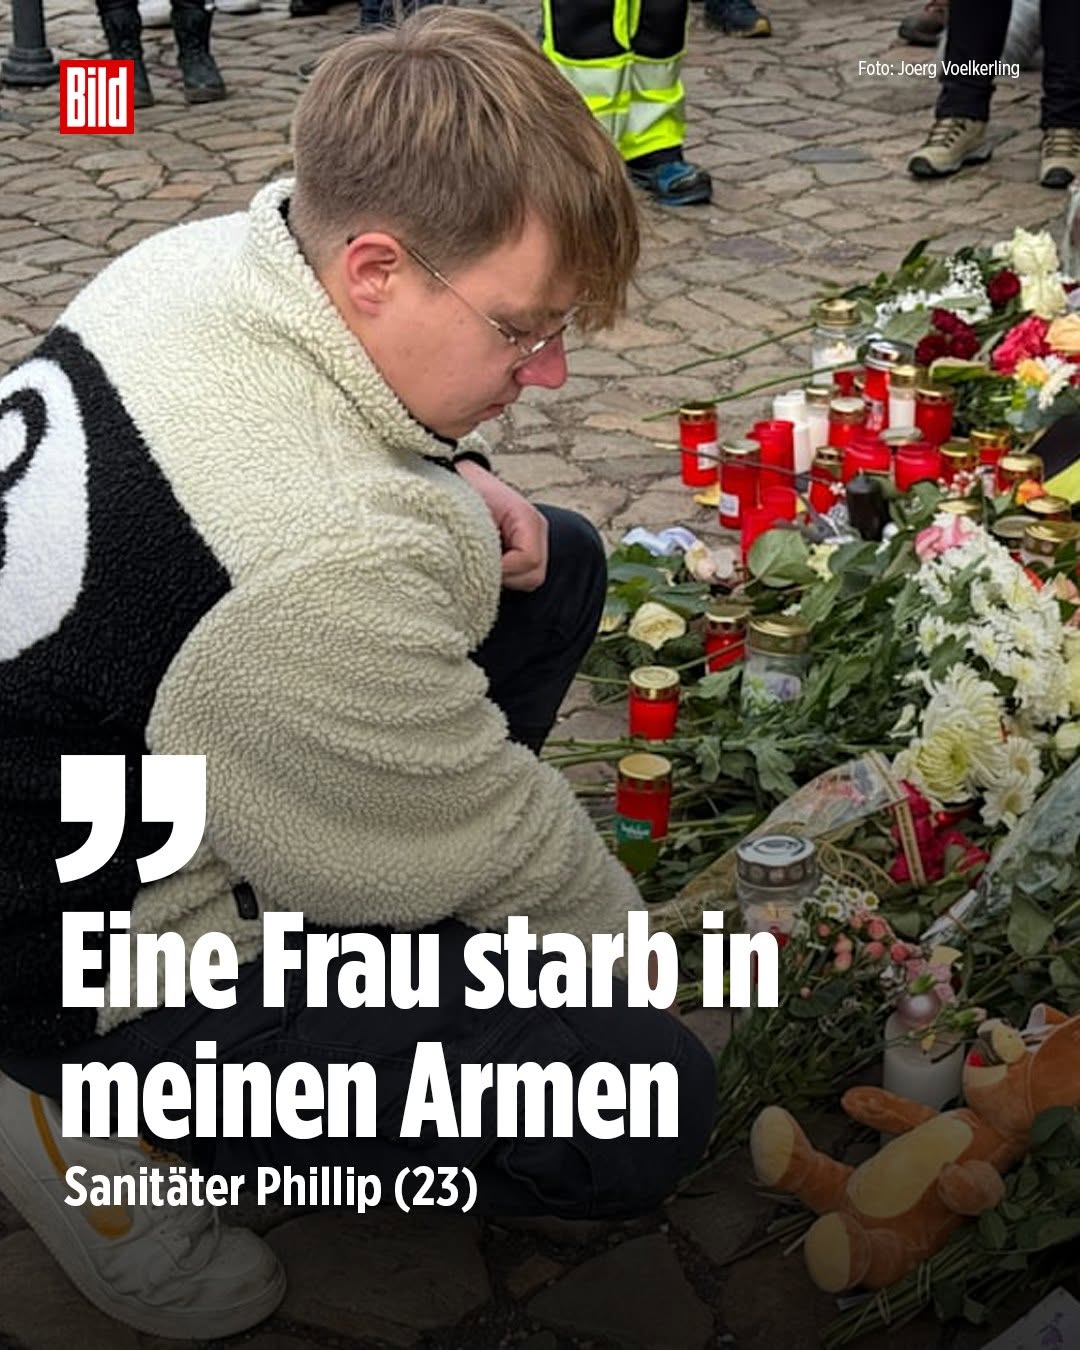 Bild
Foto: Joerg Voelkerling
”
Eine Frau starb in
meinen Armen
Sanitäter Phillip (23)